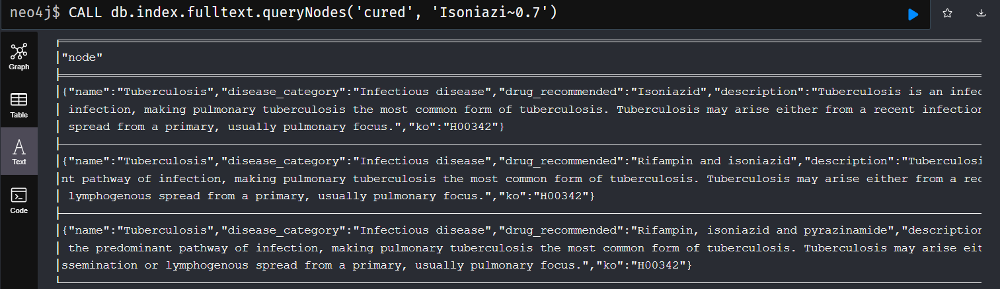 neo4j$ CALL db.index.fulltext.queryNodes('cured', 'Isoniazi~0.7')
Graph
Table
Text
Code
"node"
{"name":"Tuberculosis","disease_category":"Infectious disease","drug_recommended":"Isoniazid","description":"Tuberculosis is an infec
infection, making pulmonary tuberculosis the most common form of tuberculosis. Tuberculosis may arise either from a recent infection
spread from a primary, usually pulmonary focus.","ko":"H00342"}
{"name":"Tuberculosis","disease_category":"Infectious disease","drug_recommended":"Rifampin and isoniazid","description":"Tuberculosi
nt pathway of infection, making pulmonary tuberculosis the most common form of tuberculosis. Tuberculosis may arise either from a rec
lymphogenous spread from a primary, usually pulmonary focus.","ko":"H00342"}
{"name":"Tuberculosis","disease_category":"Infectious disease","drug_recommended":"Rifampin, isoniazid and pyrazinamide","description
the predominant pathway of infection, making pulmonary tuberculosis the most common form of tuberculosis. Tuberculosis may arise eit
ssemination or lymphogenous spread from a primary, usually pulmonary focus.","ko":"H00342"}